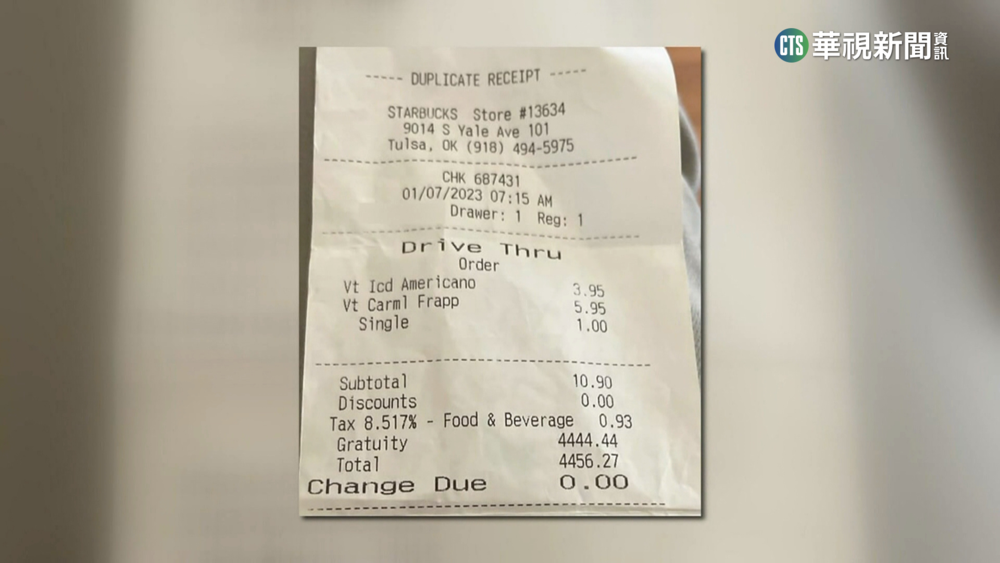 CTS 華視新聞 資訊
----- DUPLICATE RECEIPT -----
STARBUCKS Store #13634
9014 S Yale Ave 101
Tulsa, OK (918) 494-5975
CHK 687431
01/07/2023 07:15 AM
Drawer: 1 Reg: 1
Drive Thru
Order
Vt Icd Americano 3.95
Vt Carml Frapp 5.95
Single 1.00
Subtotal 10.90
Discounts 0.00
Tax 8.517% - Food & Beverage 0.93
Gratuity 4444.44
Total 4456.27
Change Due 0.00